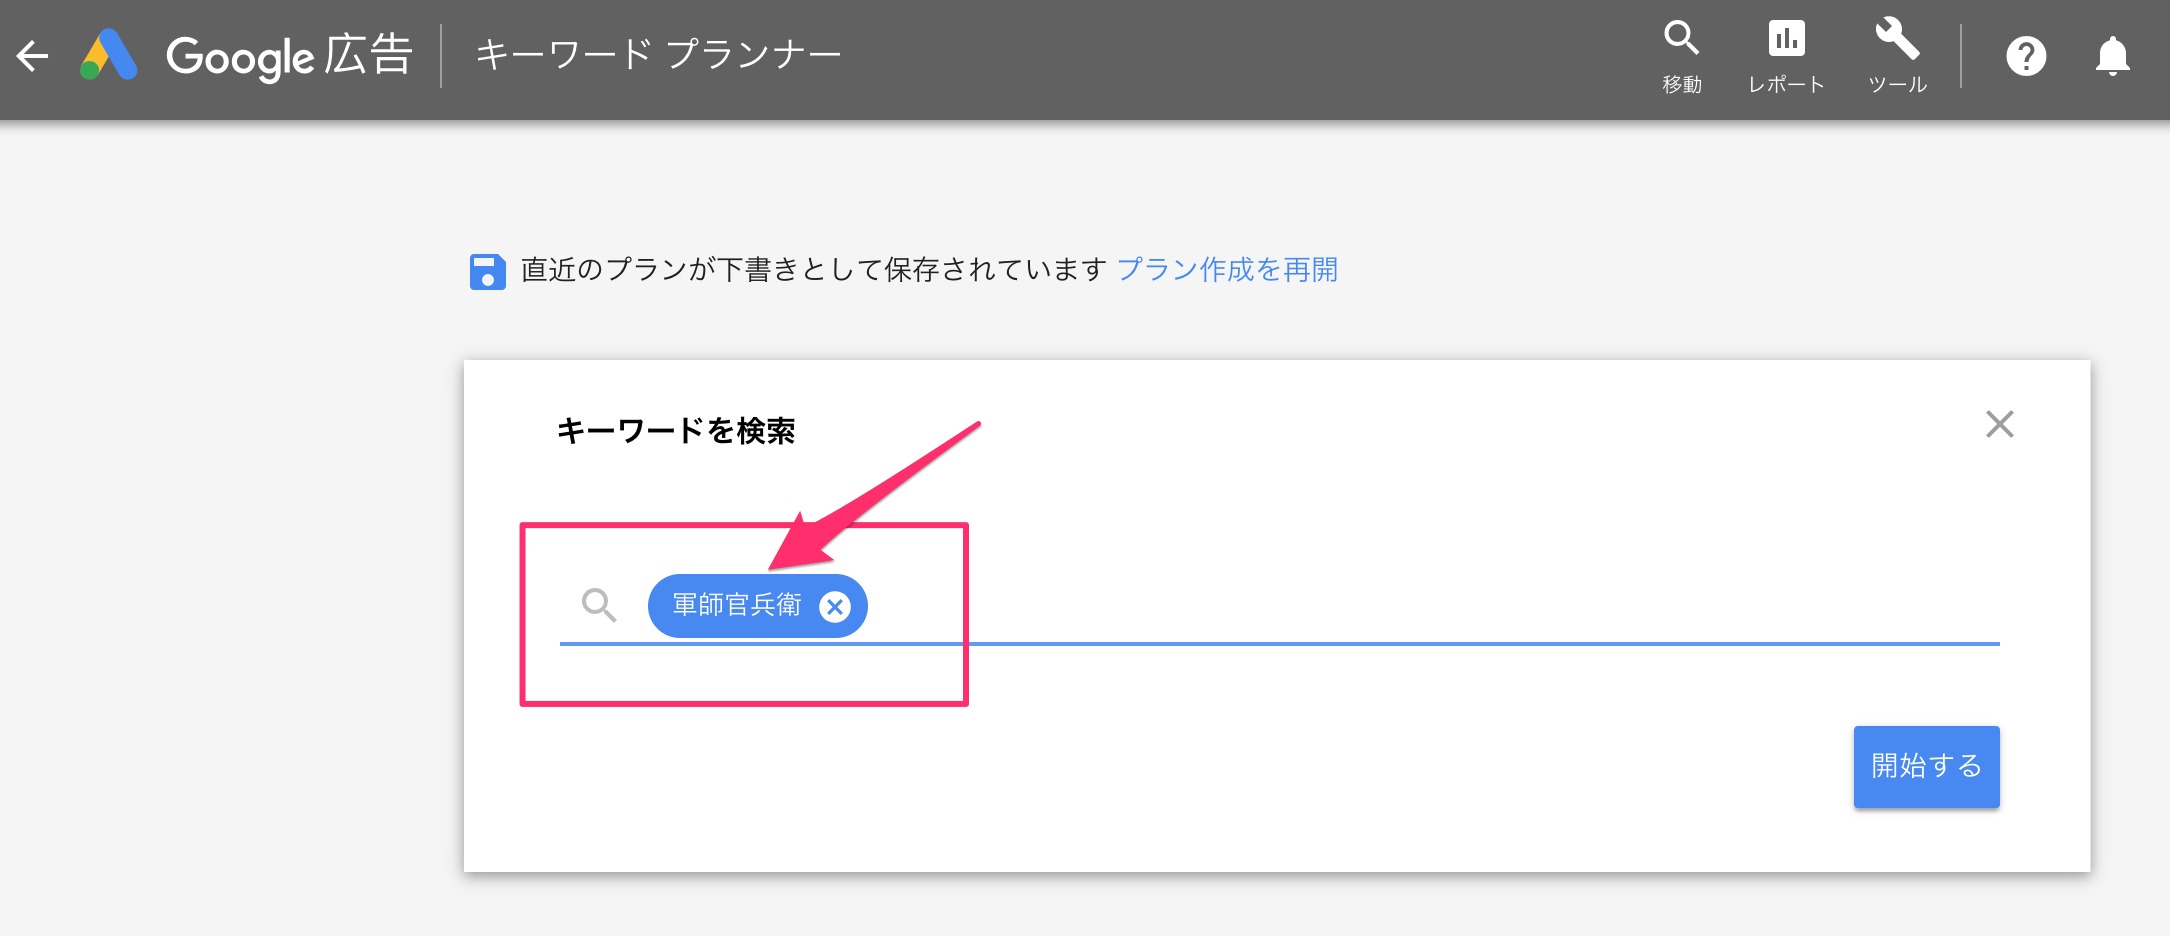 Google 広告 キーワード プランナー 移動 レポート ツール
直近のプランが下書きとして保存されています プラン作成を再開
キーワードを検索
軍師官兵衛
開始する